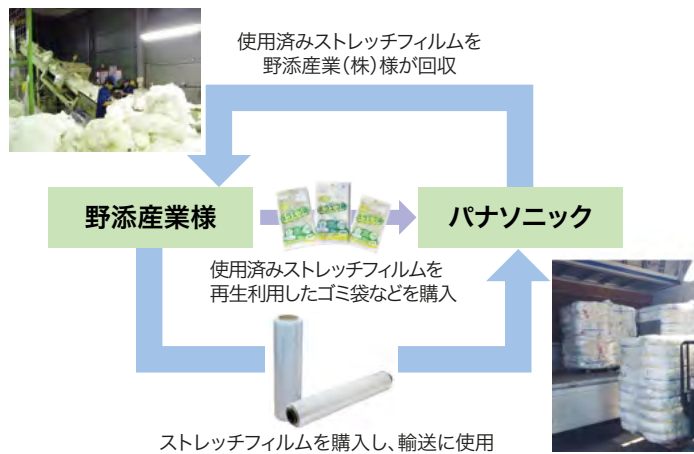 使用済みストレッチフィルムを
野添産業(株)様が回収
野添産業様
パナソニック
使用済みストレッチフィルムを
再生利用したゴミ袋などを購入
ストレッチフィルムを購入し、輸送に使用